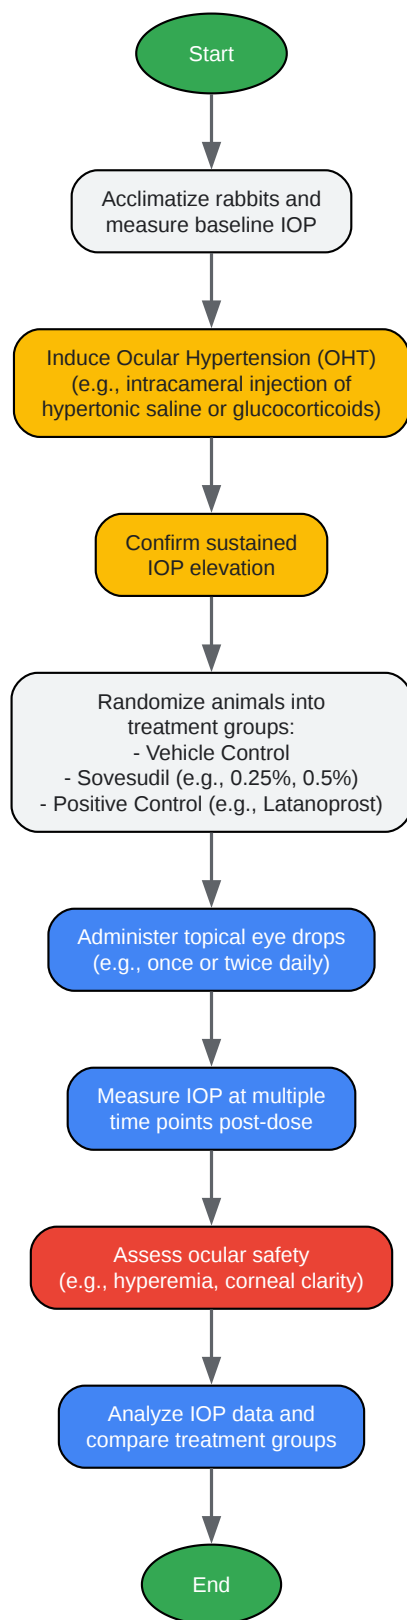 Start
Acclimatize rabbits and
measure baseline IOP
Induce Ocular Hypertension (OHT)
(e.g., intracameral injection of
hypertonic saline or glucocorticoids)
Confirm sustained
IOP elevation
Randomize animals into
treatment groups:
- Vehicle Control
- Sovesudil (e.g., 0.25%, 0.5%)
- Positive Control (e.g., Latanoprost)
Administer topical eye drops
(e.g., once or twice daily)
Measure IOP at multiple
time points post-dose
Assess ocular safety
(e.g., hyperemia, corneal clarity)
Analyze IOP data and
compare treatment groups
End